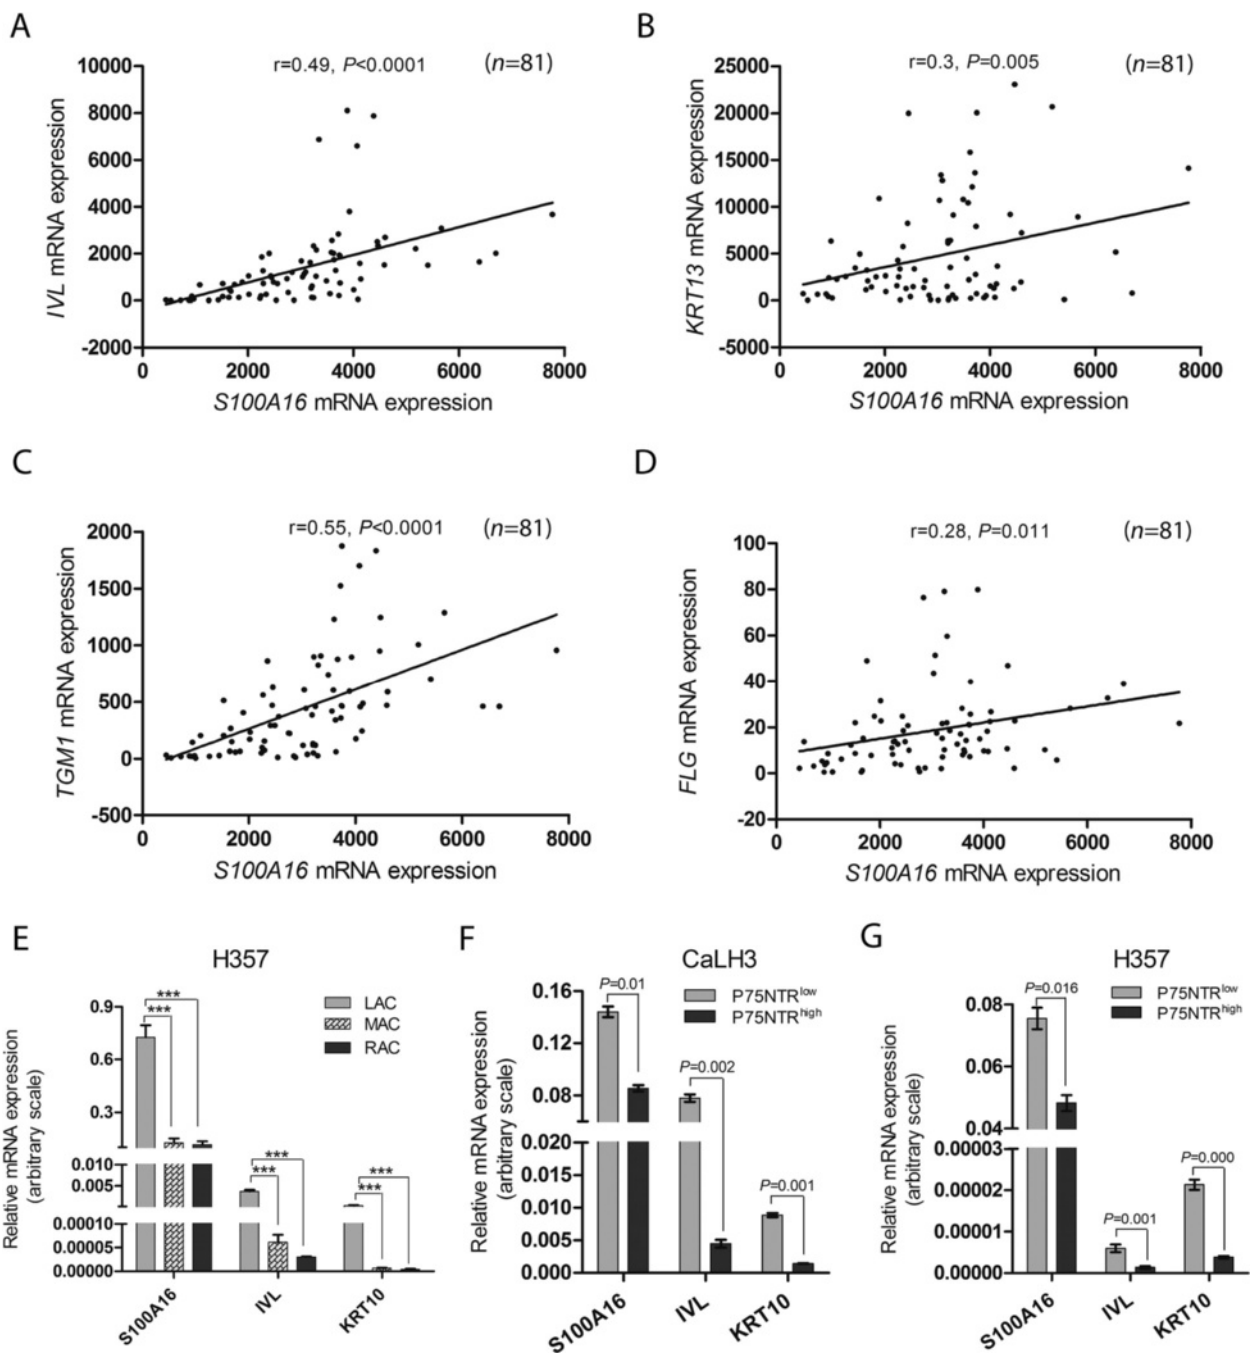 A
r=0.49, P<0.0001 (n=81)
10000
8000
6000
4000
2000
0
-2000
IVL mRNA expression
0 2000 4000 6000 8000
S100A16 mRNA expression
B
r=0.3, P=0.005 (n=81)
25000
20000
15000
10000
5000
0
-5000
KRT13 mRNA expression
0 2000 4000 6000 8000
S100A16 mRNA expression
C
r=0.55, P<0.0001 (n=81)
2000
1500
1000
500
0
-500
TGM1 mRNA expression
0 2000 4000 6000 8000
S100A16 mRNA expression
D
r=0.28, P=0.011 (n=81)
100
80
60
40
20
0
-20
FLG mRNA expression
0 2000 4000 6000 8000
S100A16 mRNA expression
E
H357
Relative mRNA expression
(arbitrary scale)
0.9
0.6
0.3
0.010
0.005
0.00010
0.00005
0.00000
***
***
***
***
***
***
LAC
MAC
RAC
S100A16 IVL KRT10
F
CaLH3
Relative mRNA expression
(arbitrary scale)
0.16
0.12
0.08
0.020
0.015
0.010
0.005
0.000
P=0.01
P=0.002
P=0.001
P75NTRlow
P75NTRhigh
S100A16 IVL KRT10
G
H357
Relative mRNA expression
(arbitrary scale)
0.08
0.06
0.04
0.00003
0.00002
0.00001
0.00000
P=0.016
P=0.001
P=0.000
P75NTRlow
P75NTRhigh
S100A16 IVL KRT10